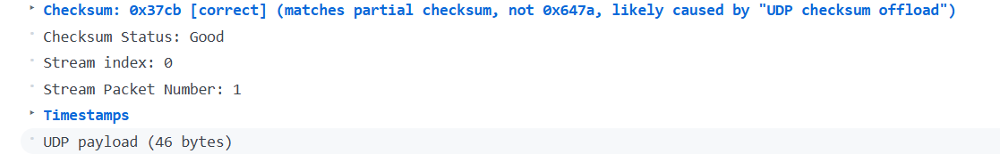 Checksum: 0x37cb [correct] (matches partial checksum, not 0x647a, likely caused by "UDP checksum offload")
Checksum Status: Good
Stream index: 0
Stream Packet Number: 1
Timestamps
UDP payload (46 bytes)